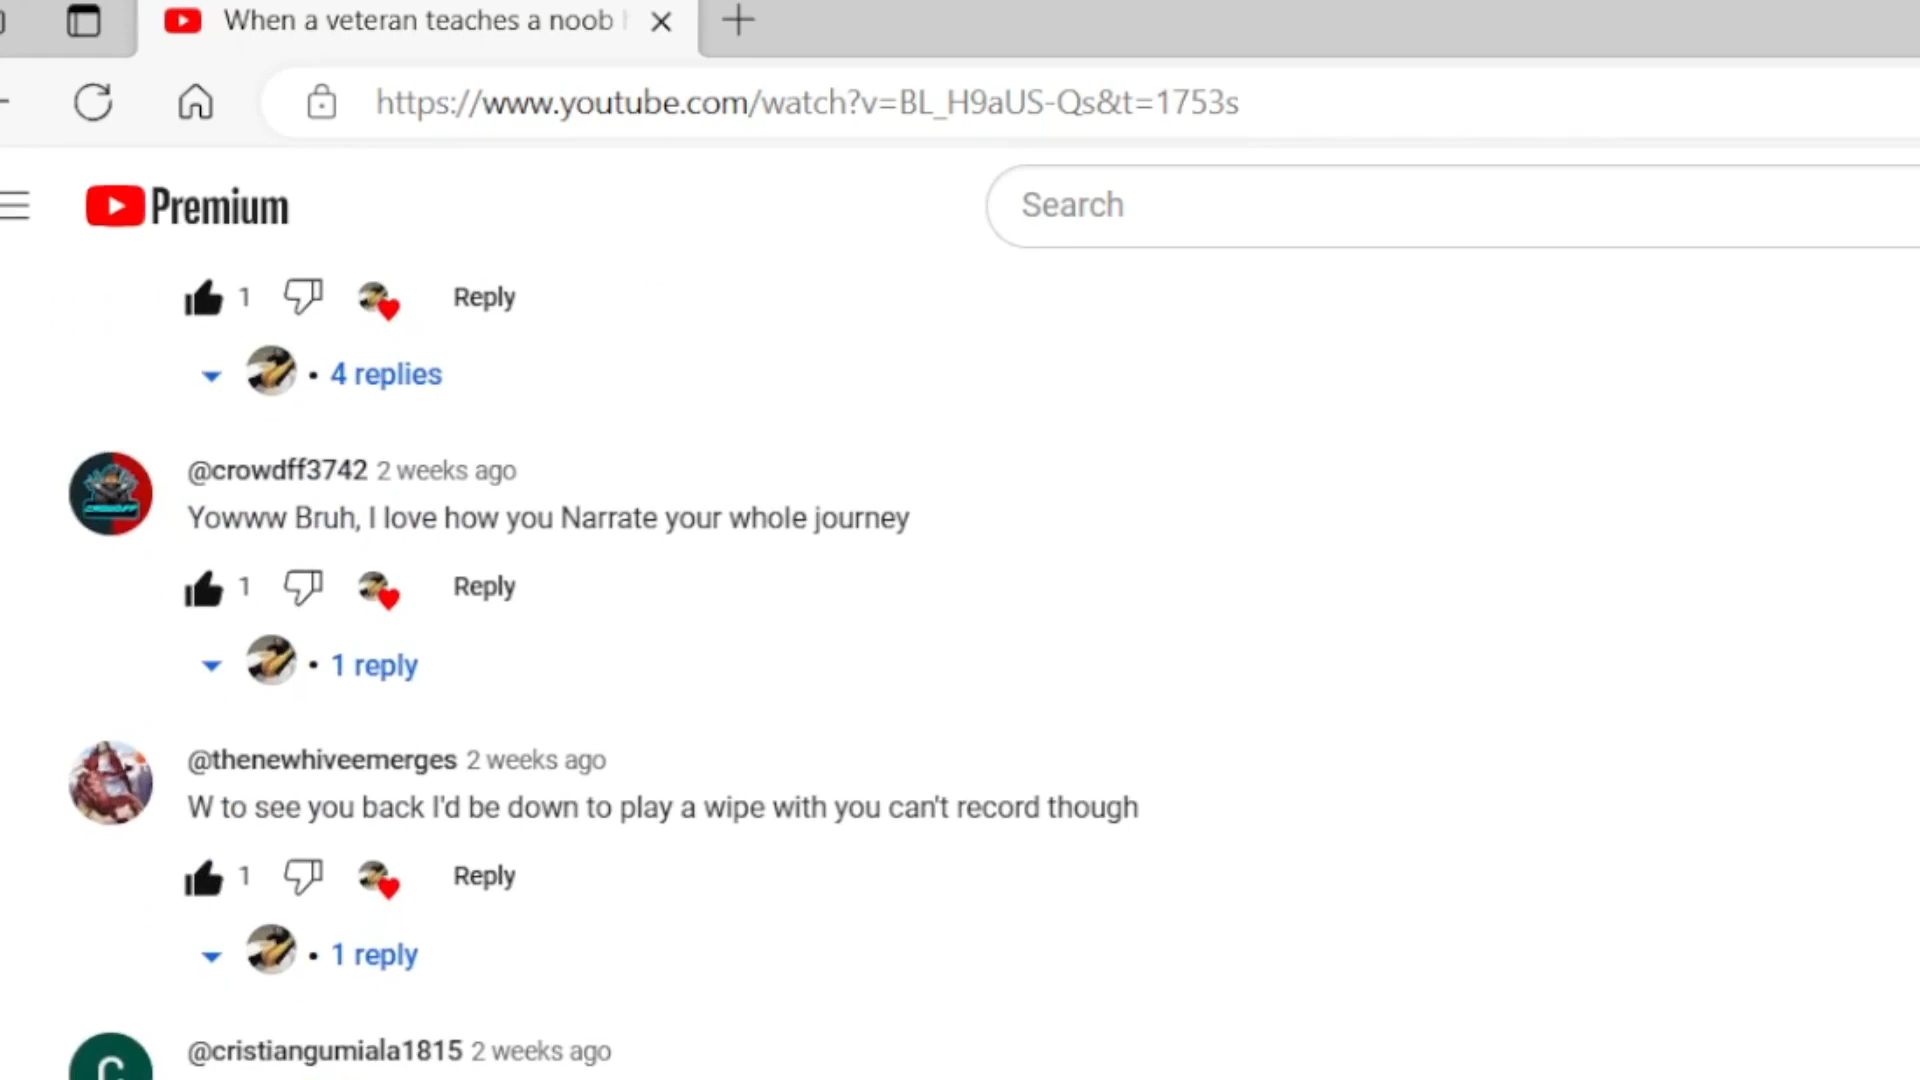 When a veteran teaches a noob
https://www.youtube.com/watch?v=BL_H9aUS-Qs&t=1753s
Premium
Search
1
Reply
4 replies
@crowdff3742 2 weeks ago
Yowww Bruh, I love how you Narrate your whole journey
1
Reply
1 reply
@thenewhiveemerges 2 weeks ago
W to see you back I'd be down to play a wipe with you can't record though
1
Reply
1 reply
@cristiangumiala1815 2 weeks ago
C